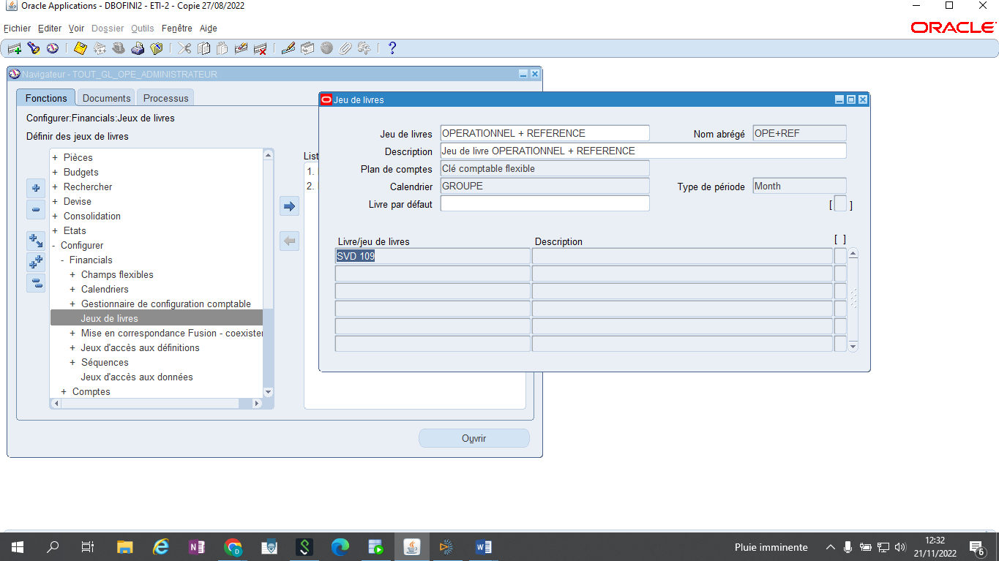 Oracle Applications - DBOFINI2 - ETI-2 - Copie 27/08/2022
Fichier Editer Voir Dossier Outils Fenêtre Aide
ORACLE
Navigateur - TOUT_GL_OPE_ADMINISTRATEUR
Fonctions Documents Processus
Configurer:Financials:Jeux de livres
Définir des jeux de livres
+ Pièces
+ Budgets
+ Rechercher
+ Devise
+ Consolidation
+ Etats
- Configurer
- Financials
+ Champs flexibles
+ Calendriers
+ Gestionnaire de configuration comptable
Jeux de livres
+ Mise en correspondance Fusion - coexister
+ Jeux d'accès aux définitions
+ Séquences
Jeux d'accès aux données
+ Comptes
List
1.
2.
Ouvrir
Jeu de livres
Jeu de livres OPERATIONNEL + REFERENCE Nom abrégé OPE+REF
Description Jeu de livre OPERATIONNEL + REFERENCE
Plan de comptes Clé comptable flexible
Calendrier GROUPE Type de période Month
Livre par défaut [ ]
Livre/jeu de livres Description [ ]
SVD 109
Pluie imminente
12:32
21/11/2022
6